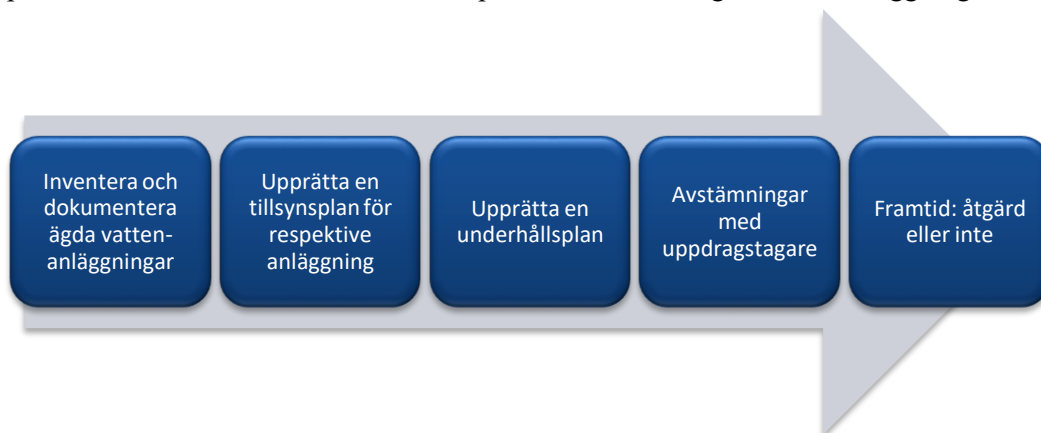 Inventera och
dokumentera
ägda vatten-
anläggningar
Upprätta en
tillsynsplan för
respektive
anläggning
Upprätta en
underhållsplan
Avstämningar
med
uppdragstagare
Framtid: åtgärd
eller inte